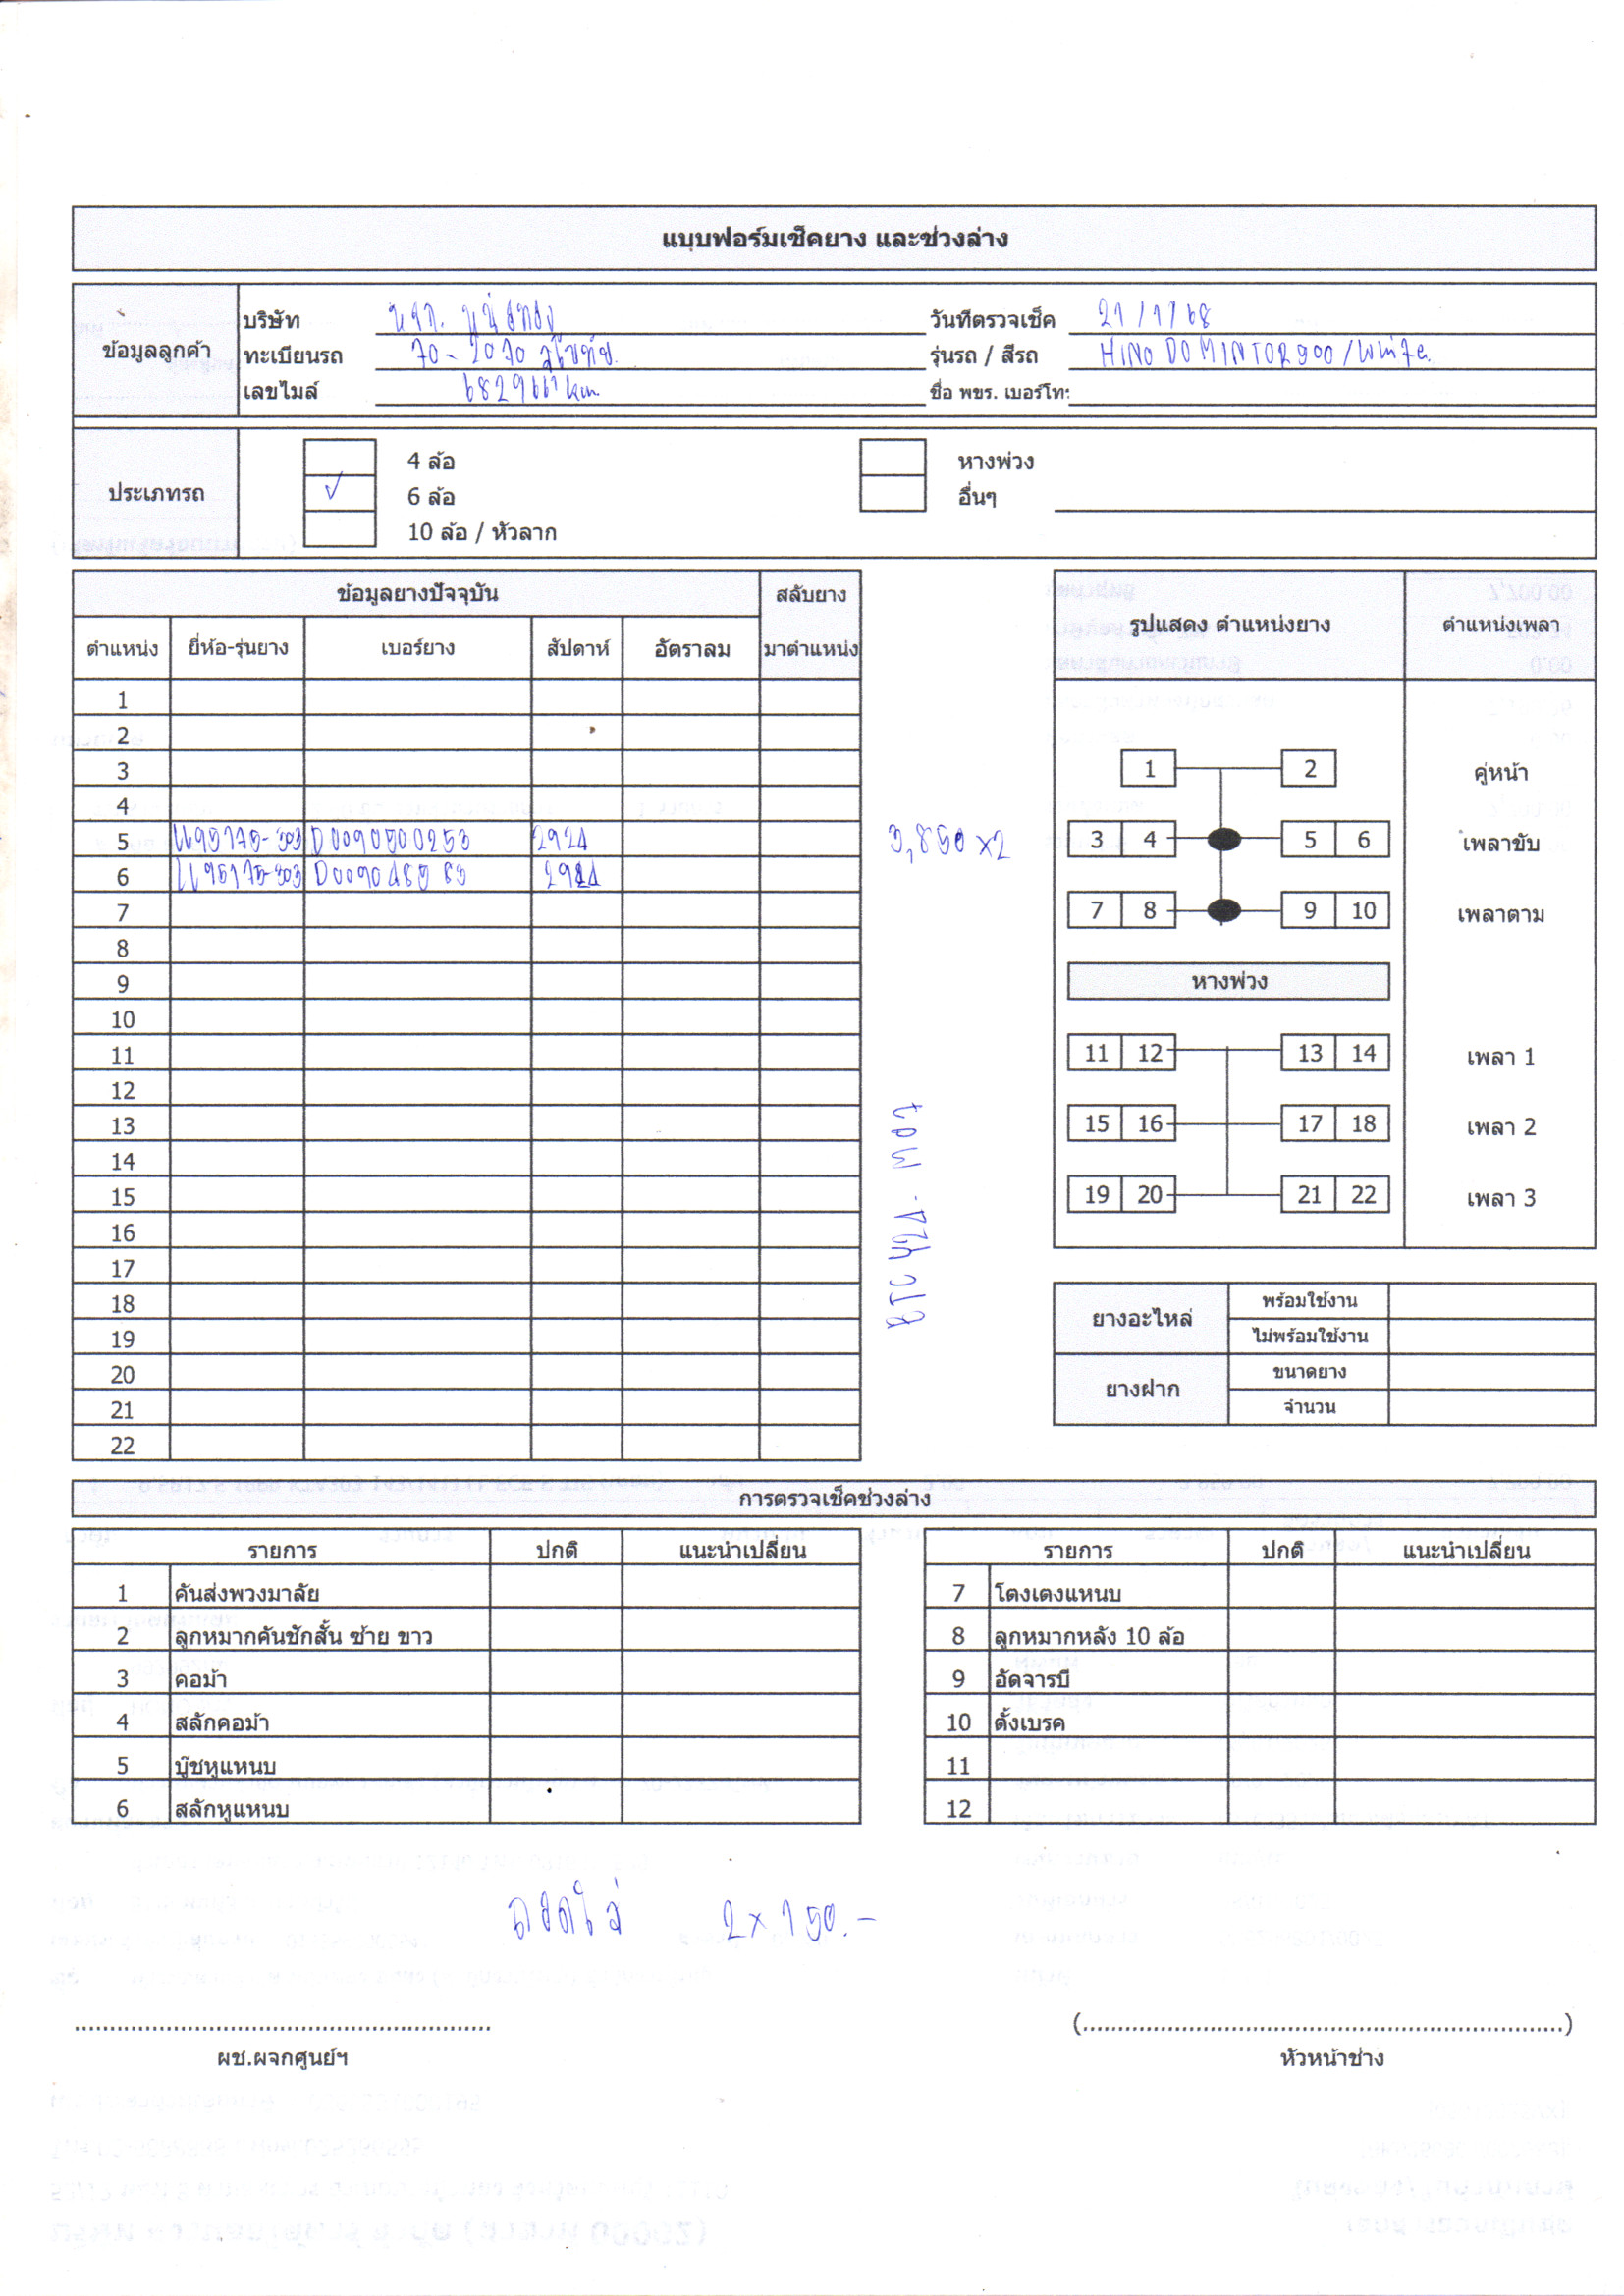 แบบฟอร์มเช็คยาง และช่วงล่าง
ข้อมูลลูกค้า
บริษัท หจก.
วันที่ตรวจเช็ค 21/1/68
ทะเบียนรถ 70-2070 สุโขทัย
รุ่นรถ / สีรถ HINO DOMINTOR 900/White
เลขไมล์ km.
ชื่อ พขร. เบอร์โทร
ประเภทรถ
4 ล้อ
✓ 6 ล้อ
10 ล้อ / หัวลาก
หางพ่วง
อื่นๆ
ข้อมูลยางปัจจุบัน สลับยาง
ตำแหน่ง ยี่ห้อ-รุ่นยาง เบอร์ยาง สัปดาห์ อัตราลม มาตำแหน่ง
1
2
3
4
5 D0090500253 2924
6 2924
7
8
9
10
11
12
13
14
15
16
17
18
19
20
21
22
3,850 x2
รูปแสดง ตำแหน่งยาง ตำแหน่งเพลา
1 2 คู่หน้า
3 4 5 6 เพลาขับ
7 8 9 10 เพลาตาม
หางพ่วง
11 12 13 14 เพลา 1
15 16 17 18 เพลา 2
19 20 21 22 เพลา 3
ยางอะไหล่ พร้อมใช้งาน
ไม่พร้อมใช้งาน
ยางฝาก ขนาดยาง
จำนวน
การตรวจเช็คช่วงล่าง
รายการ ปกติ แนะนำเปลี่ยน
1 คันส่งพวงมาลัย
2 ลูกหมากคันชักสั้น ซ้าย ขาว
3 คอม้า
4 สลักคอม้า
5 บู๊ชหูแหนบ
6 สลักหูแหนบ
รายการ ปกติ แนะนำเปลี่ยน
7 โตงเตงแหนบ
8 ลูกหมากหลัง 10 ล้อ
9 อัดจารบี
10 ตั้งเบรค
11
12
ถอดใส่ 2 x 150.-
ผช.ผจกศูนย์ฯ
(..............................)
หัวหน้าช่าง